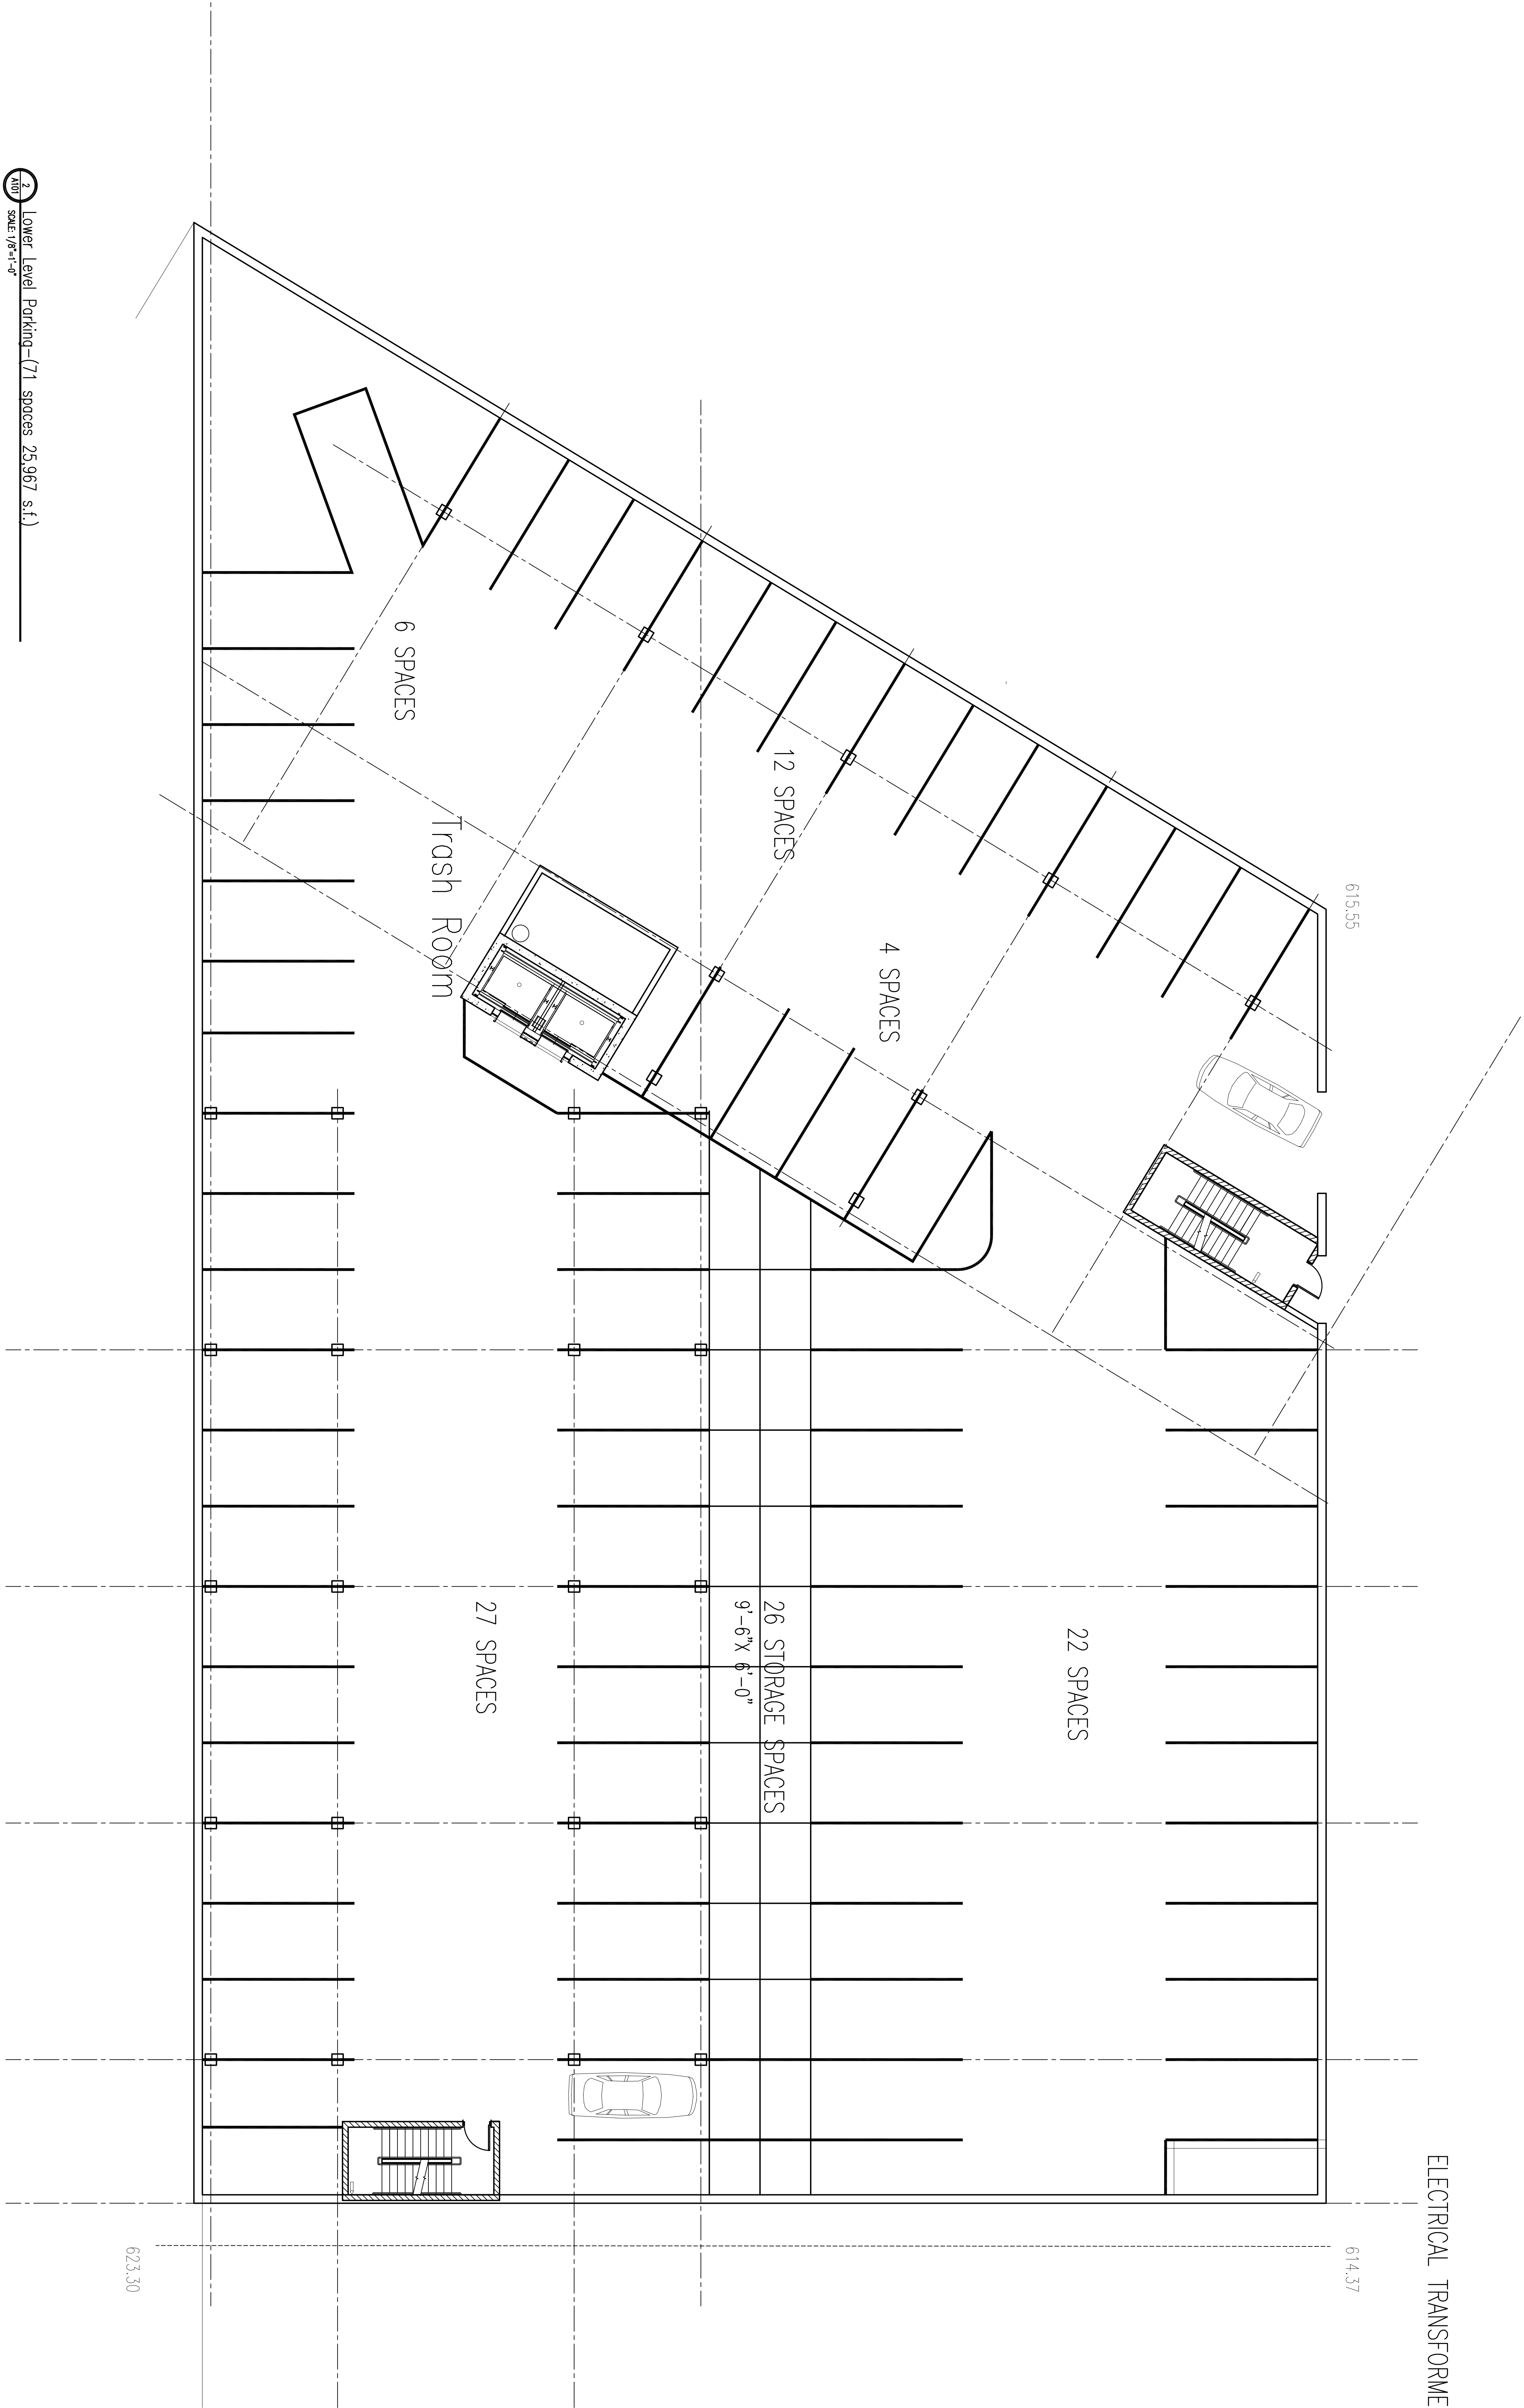 ELECTRICAL TRANSFORME
615.55
614.37
22 SPACES
4 SPACES
12 SPACES
26 STORAGE SPACES
9'-6"X 6'-0"
27 SPACES
Trash Room
6 SPACES
623.30
2
A101
Lower Level Parking-(71 spaces 25,967 s.f.)
SCALE: 1/8"=1'-0"